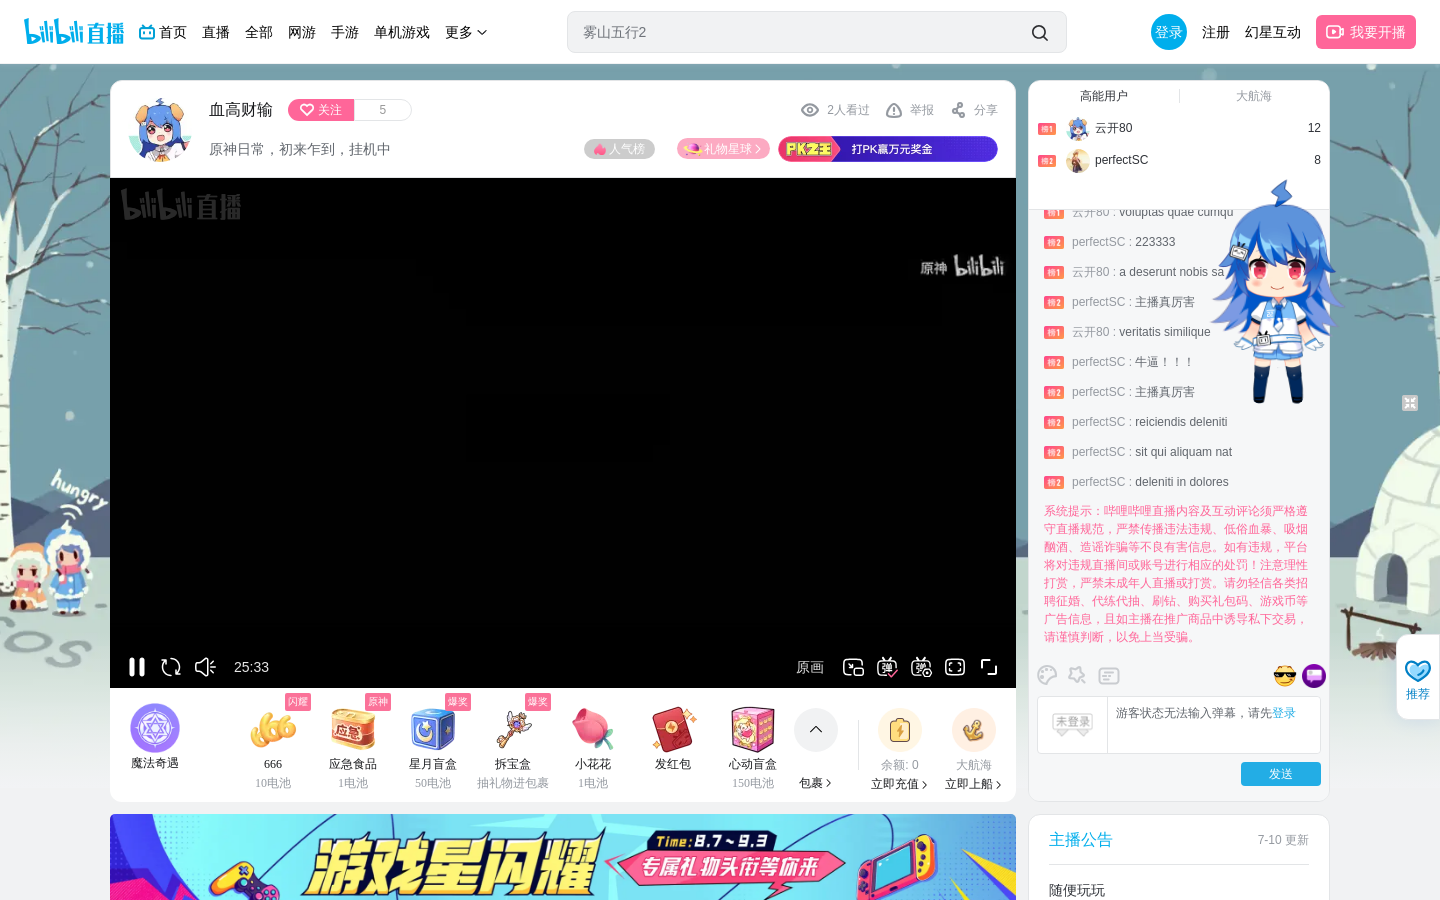 bilibili 直播
首页
直播
全部
网游
手游
单机游戏
更多
雾山五行2
登录
注册
幻星互动
我要开播
血高财输
关注
5
2人看过
举报
分享
原神日常，初来乍到，挂机中
人气榜
礼物星球
PK之王
打PK赢万元奖金
bilibili 直播
原神 bilibili
25:33
原画
弹
弹
高能用户
大航海
榜1
云开80
12
榜2
perfectSC
8
榜1 云开80 : voluptas quae cumqu
榜2 perfectSC : 223333
榜1 云开80 : a deserunt nobis sa
榜2 perfectSC : 主播真厉害
榜1 云开80 : veritatis similique
榜2 perfectSC : 牛逼！！！
榜2 perfectSC : 主播真厉害
榜2 perfectSC : reiciendis deleniti
榜2 perfectSC : sit qui aliquam nat
榜2 perfectSC : deleniti in dolores
系统提示：哔哩哔哩直播内容及互动评论须严格遵
守直播规范，严禁传播违法违规、低俗血暴、吸烟
酗酒、造谣诈骗等不良有害信息。如有违规，平台
将对违规直播间或账号进行相应的处罚！注意理性
打赏，严禁未成年人直播或打赏。请勿轻信各类招
聘征婚、代练代抽、刷钻、购买礼包码、游戏币等
广告信息，且如主播在推广商品中诱导私下交易，
请谨慎判断，以免上当受骗。
未登录
游客状态无法输入弹幕，请先登录
发送
hungry
SOS
推荐
魔法奇遇
闪耀
666
10电池
原神
应急
应急食品
1电池
爆奖
星月盲盒
50电池
爆奖
拆宝盒
抽礼物进包裹
小花花
1电池
发红包
心动盲盒
150电池
包裹
余额: 0
立即充值
大航海
立即上船
游戏星闪耀
Time:8.7~9.3
专属礼物头衔等你来
主播公告
7-10 更新
随便玩玩